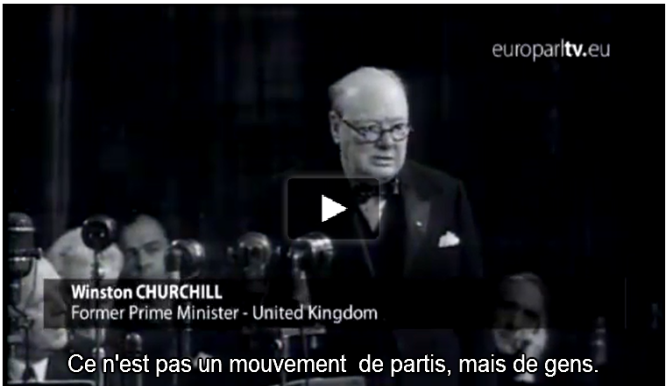 europarltv.eu
Winston CHURCHILL
Former Prime Minister - United Kingdom
Ce n'est pas un mouvement de partis, mais de gens.